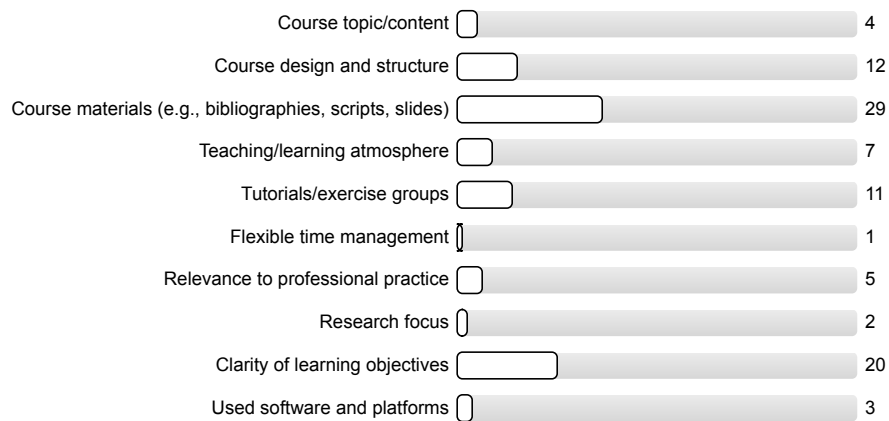 Course topic/content 4
Course design and structure 12
Course materials (e.g., bibliographies, scripts, slides) 29
Teaching/learning atmosphere 7
Tutorials/exercise groups 11
Flexible time management 1
Relevance to professional practice 5
Research focus 2
Clarity of learning objectives 20
Used software and platforms 3